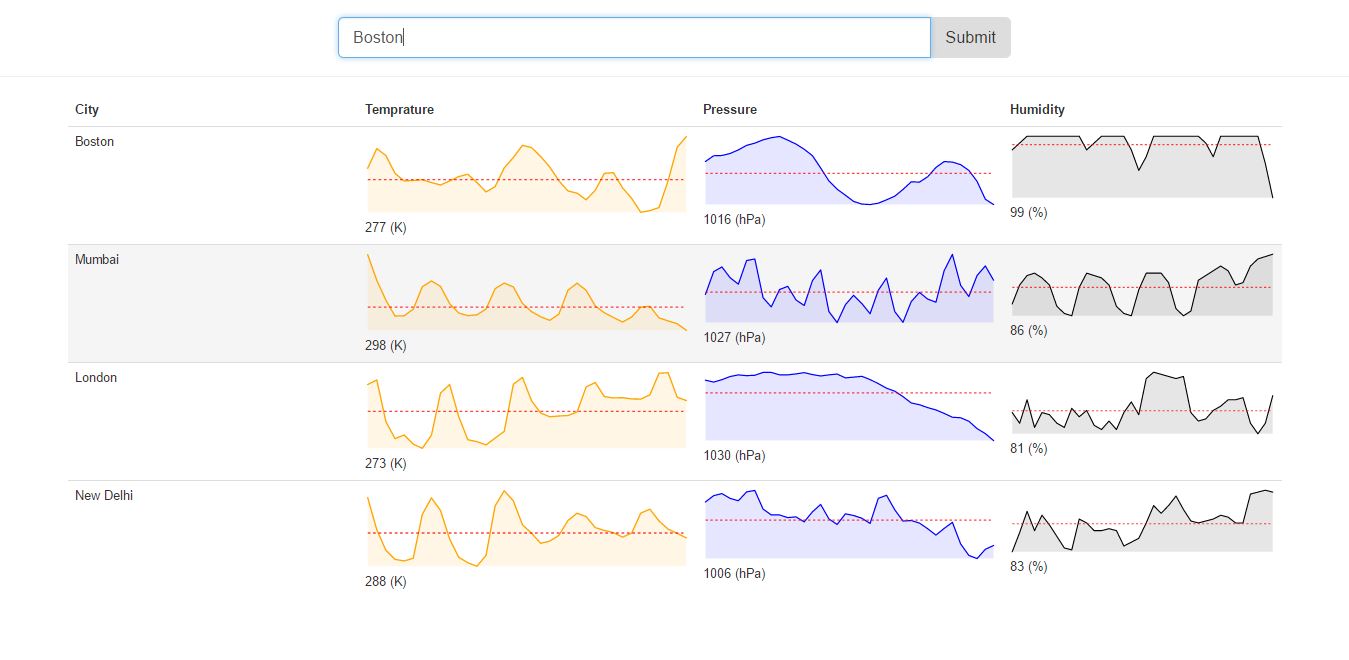 Boston
Submit
City Temprature Pressure Humidity
Boston
277 (K) 1016 (hPa) 99 (%)
Mumbai
298 (K) 1027 (hPa) 86 (%)
London
273 (K) 1030 (hPa) 81 (%)
New Delhi
288 (K) 1006 (hPa) 83 (%)